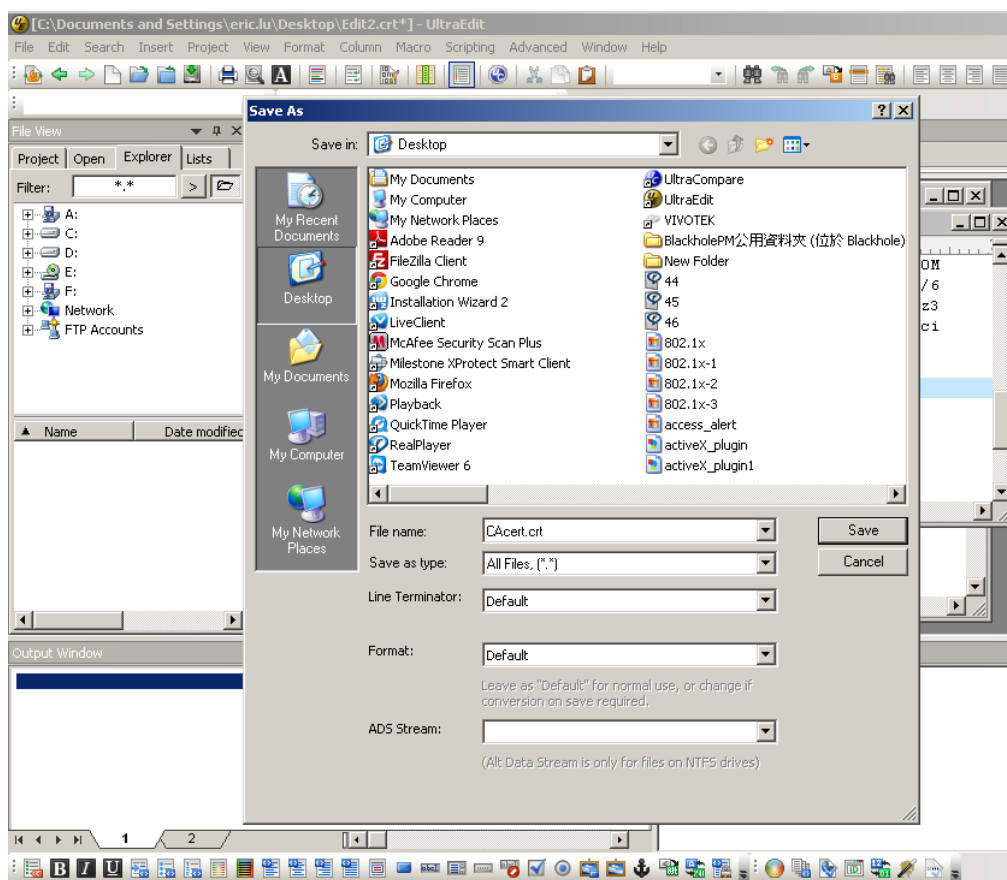 [C:\Documents and Settings\eric.lu\Desktop\Edit2.crt*] - UltraEdit
File Edit Search Insert Project View Format Column Macro Scripting Advanced Window Help
File View
Project Open Explorer Lists
Filter: *.*
A:
C:
D:
E:
F:
Network
FTP Accounts
Name Date modified
Save As
Save in: Desktop
My Recent Documents
Desktop
My Documents
My Computer
My Network Places
My Documents
My Computer
My Network Places
Adobe Reader 9
FileZilla Client
Google Chrome
Installation Wizard 2
LiveClient
McAfee Security Scan Plus
Milestone XProtect Smart Client
Mozilla Firefox
Playback
QuickTime Player
RealPlayer
TeamViewer 6
UltraCompare
UltraEdit
VIVOTEK
BlackholePM公用資料夾 (位於 Blackhole)
New Folder
44
45
46
802.1x
802.1x-1
802.1x-2
802.1x-3
access_alert
activeX_plugin
activeX_plugin1
File name: CAcert.crt
Save
Save as type: All Files, (*.*)
Cancel
Line Terminator: Default
Format: Default
Leave as "Default" for normal use, or change if
conversion on save required.
ADS Stream:
(Alt Data Stream is only for files on NTFS drives)
OM
/6
z3
ci
Output Window
1 2
B I U